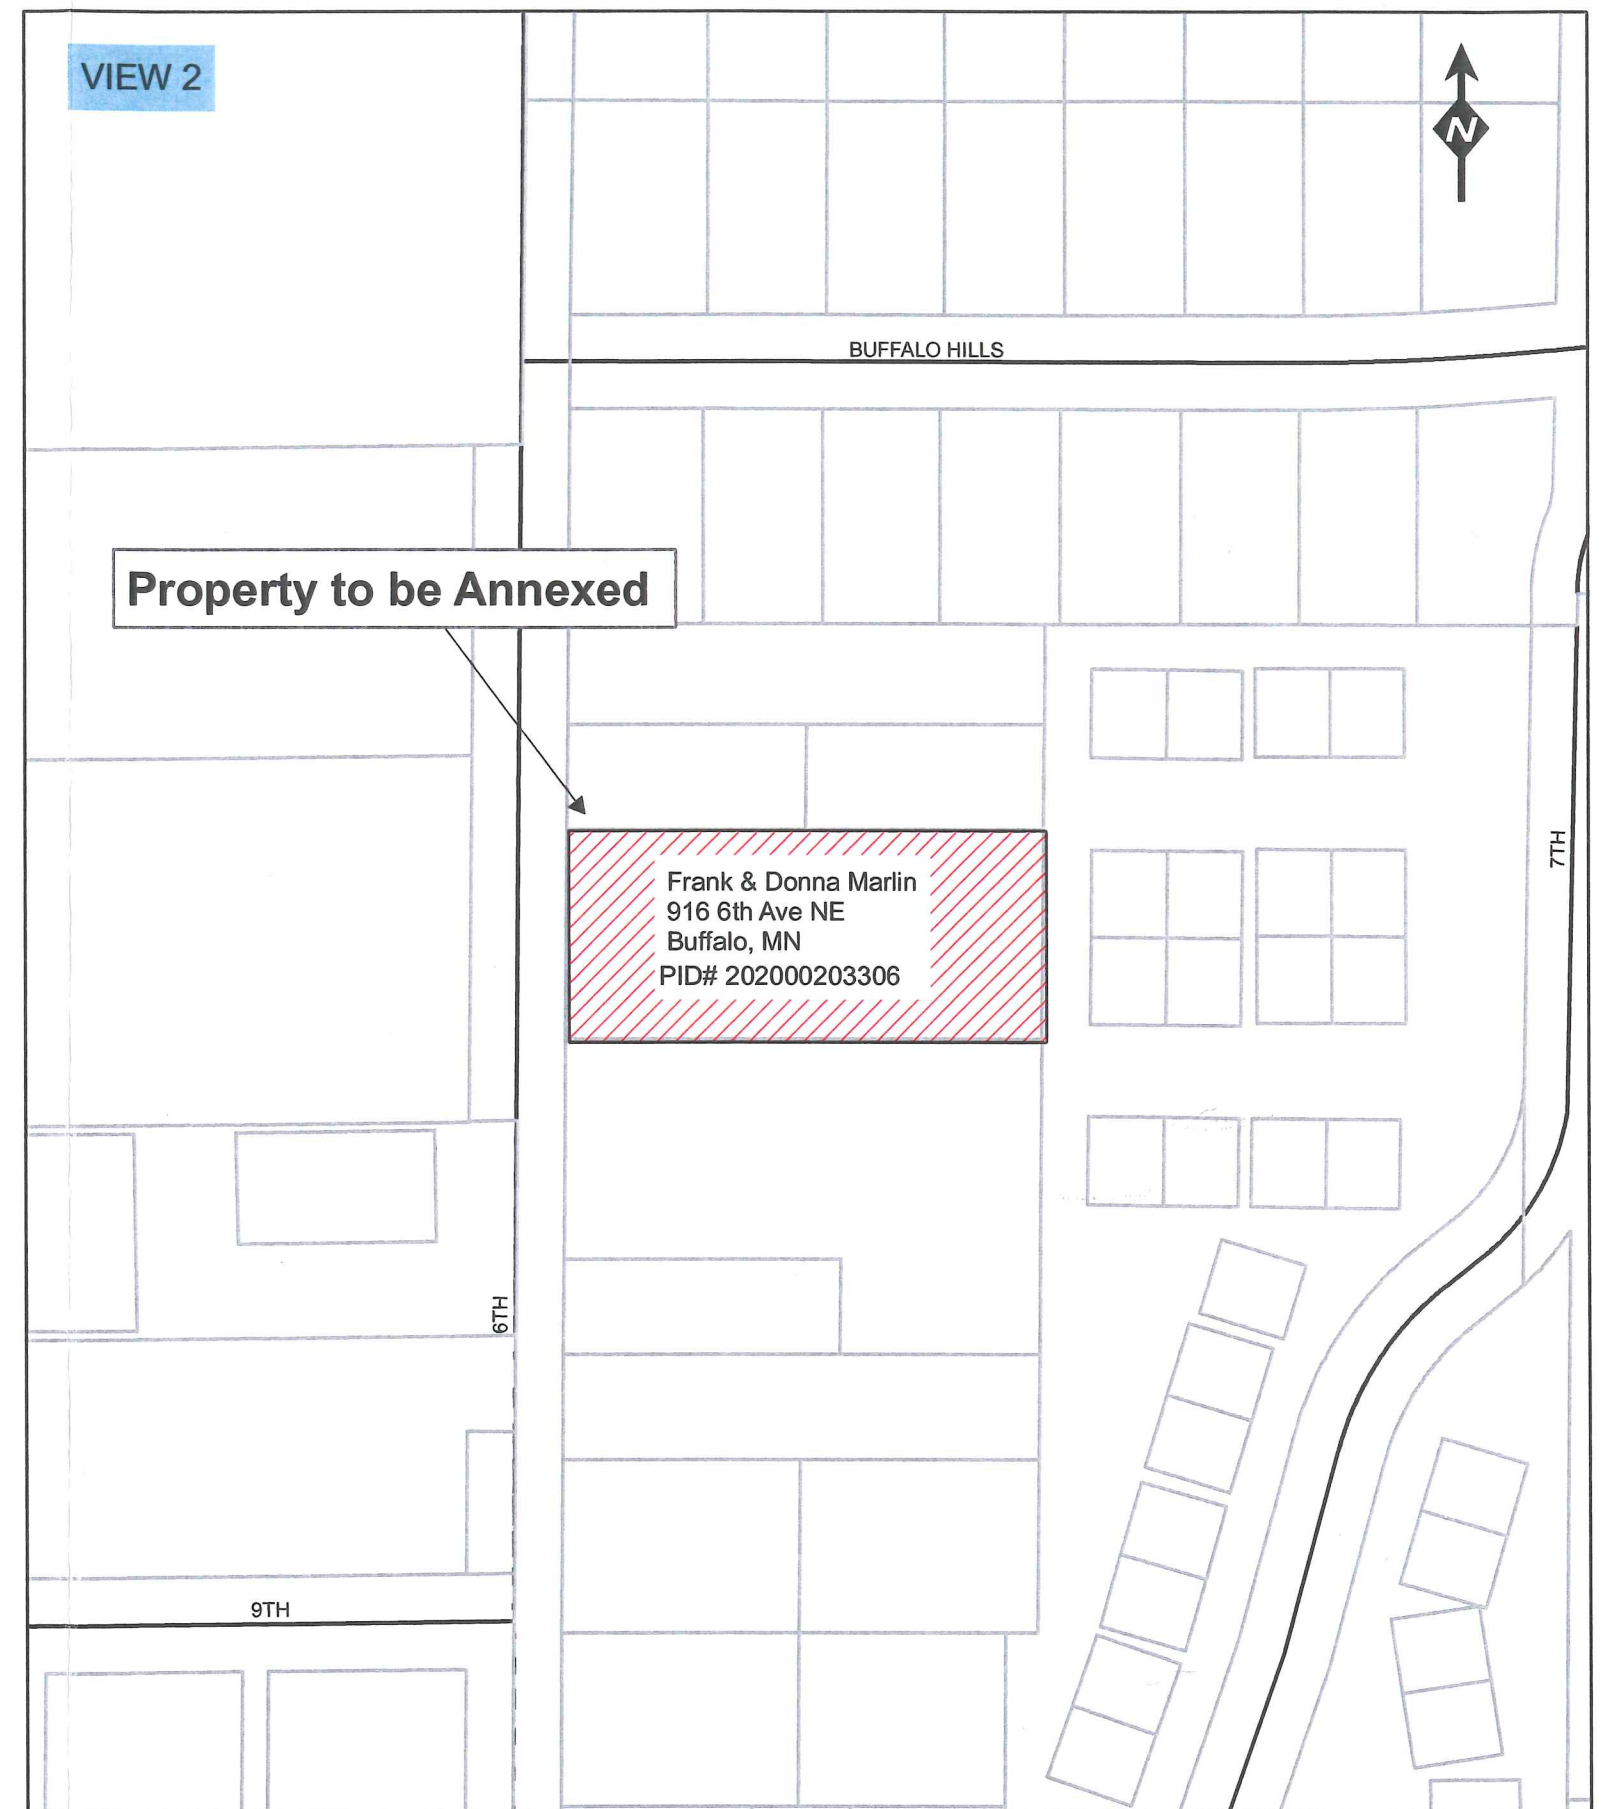 VIEW 2
N
BUFFALO HILLS
Property to be Annexed
7TH
Frank & Donna Marlin
916 6th Ave NE
Buffalo, MN
PID# 202000203306
6TH
9TH